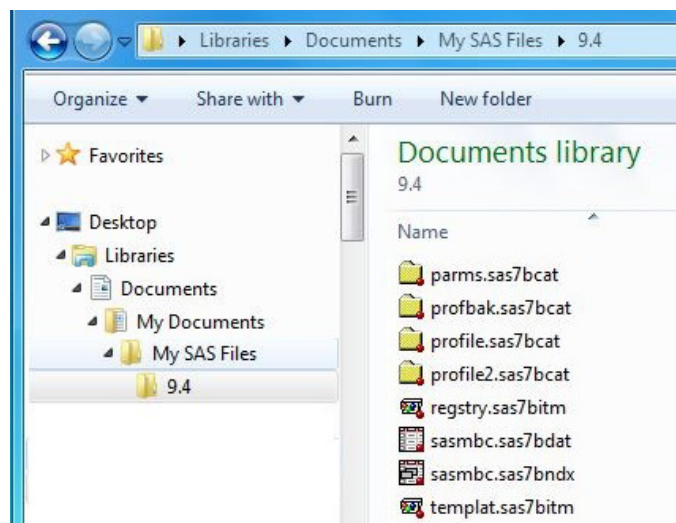 Libraries ▸ Documents ▸ My SAS Files ▸ 9.4
Organize ▾ Share with ▾ Burn New folder
Favorites
Desktop
Libraries
Documents
My Documents
My SAS Files
9.4
Documents library
9.4
Name
parms.sas7bcat
profbak.sas7bcat
profile.sas7bcat
profile2.sas7bcat
regstry.sas7bitm
sasmbc.sas7bdat
sasmbc.sas7bndx
templat.sas7bitm